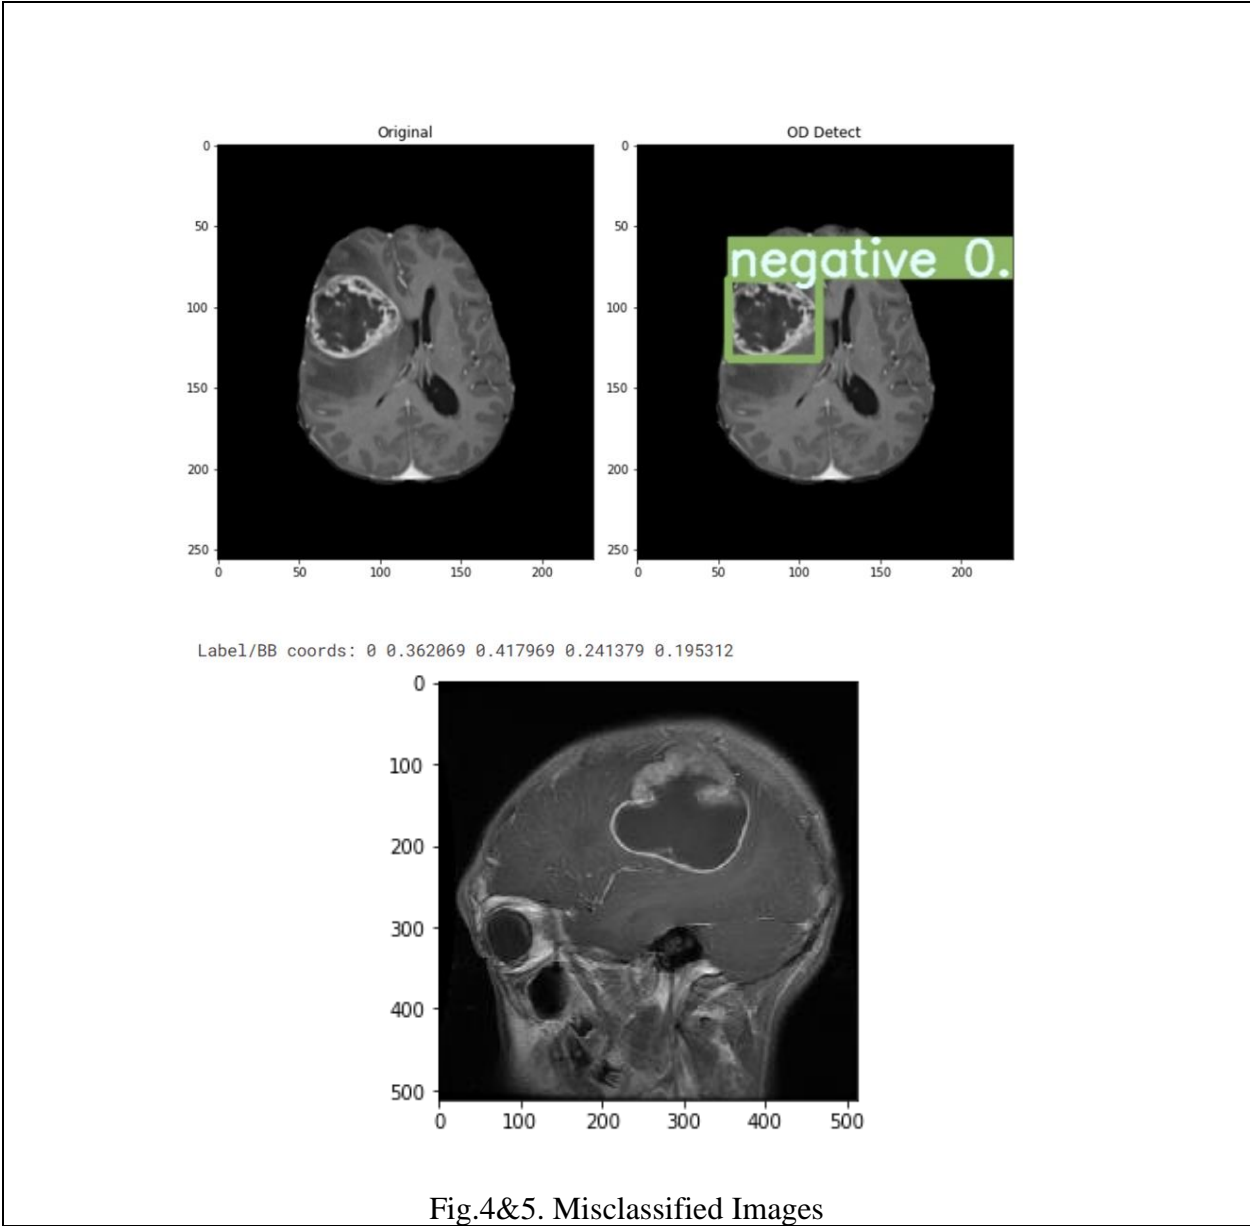 Original
OD Detect
0
50
100
150
200
250
0 50 100 150 200
0
50
100
150
200
250
0 50 100 150 200
negative 0.
Label/BB coords: 0 0.362069 0.417969 0.241379 0.195312
0
100
200
300
400
500
0 100 200 300 400 500
Fig.4&5. Misclassified Images